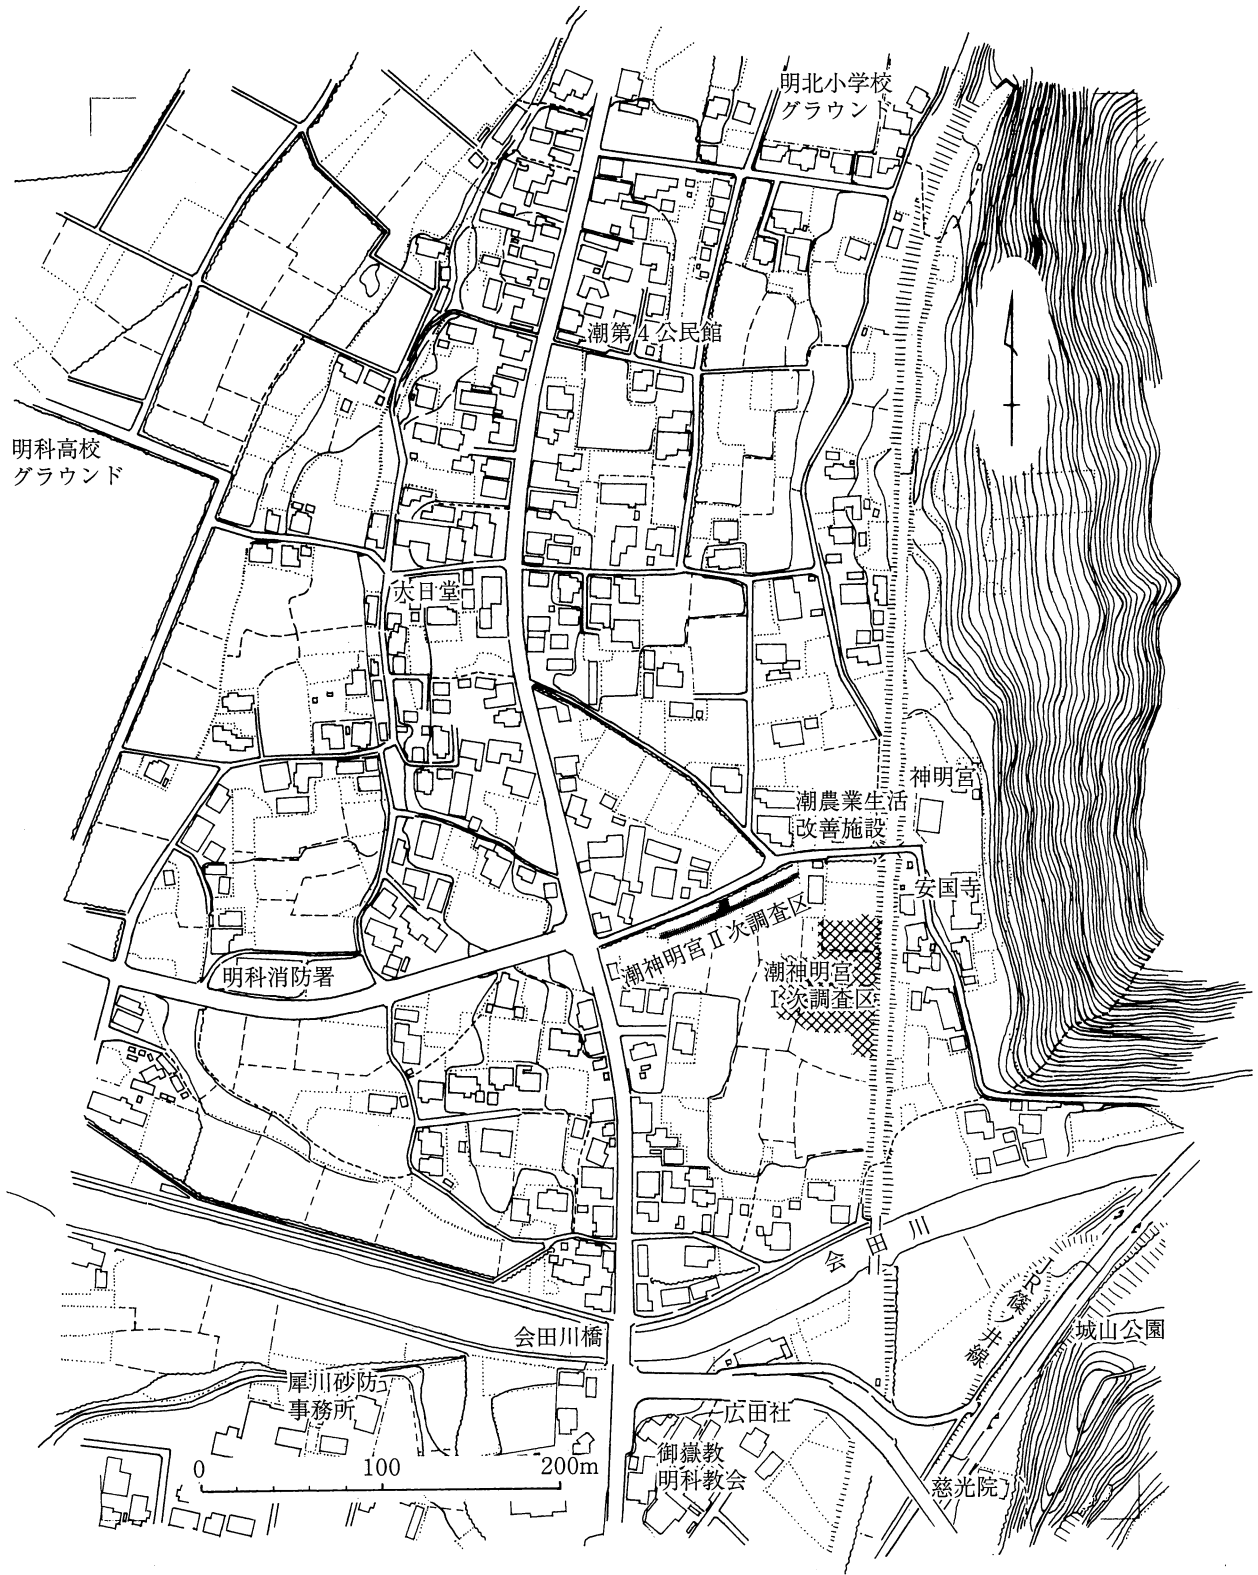 明北小学校
グラウンド
潮第4公民館
明科高校
グラウンド
大日堂
神明宮
潮農業生活
改善施設
安国寺
潮神明宮Ⅱ次調査区
潮神明宮
Ⅰ次調査区
明科消防署
会田川
JR篠ノ井線
城山公園
会田川橋
犀川砂防
事務所
広田社
御嶽教
明科教会
慈光院
0 100 200m